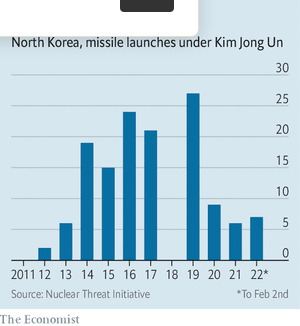 North Korea, missile launches under Kim Jong Un
30
25
20
15
10
5
0
2011 12 13 14 15 16 17 18 19 20 21 22*
Source: Nuclear Threat Initiative *To Feb 2nd
The Economist